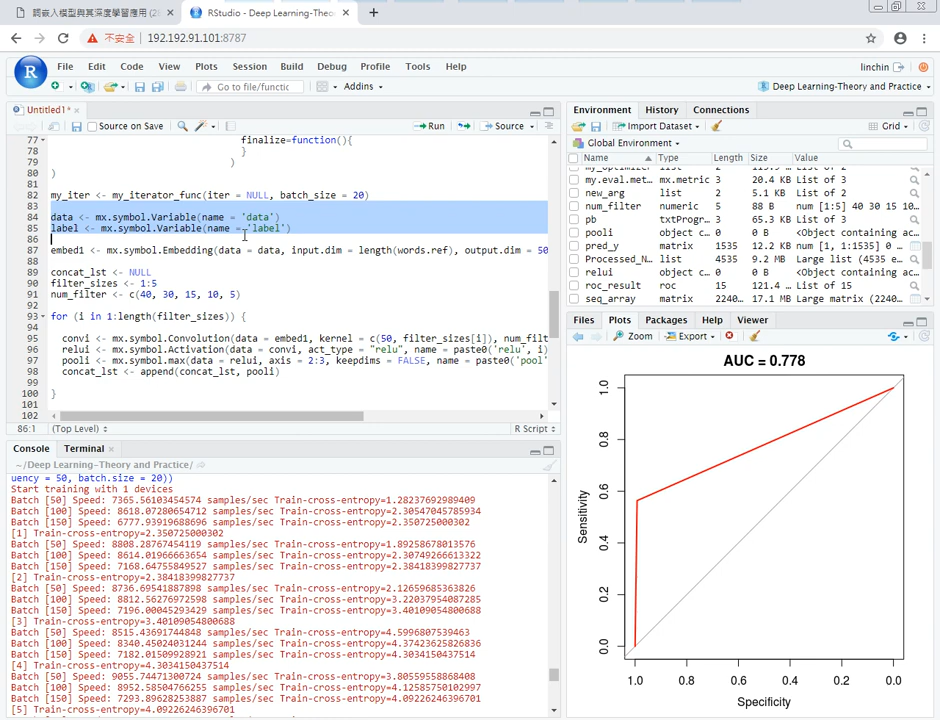 詞嵌入模型與其深度學習應用 (2
RStudio - Deep Learning-Theo
不安全
192.192.91.101:8787
R
File Edit Code View Plots Session Build Debug Profile Tools Help
linchin
Go to file/functic
Addins
Deep Learning-Theory and Practice
Untitled1*
Source on Save
Run
Source
77 finalize=function(){
78 }
79 )
80 )
81
82 my_iter <- my_iterator_func(iter = NULL, batch_size = 20)
83
84 data <- mx.symbol.Variable(name = 'data')
85 label <- mx.symbol.Variable(name = 'label')
86
87 embed1 <- mx.symbol.Embedding(data = data, input.dim = length(words.ref), output.dim = 50
88
89 concat_lst <- NULL
90 filter_sizes <- 1:5
91 num_filter <- c(40, 30, 15, 10, 5)
92
93 for (i in 1:length(filter_sizes)) {
94
95 convi <- mx.symbol.Convolution(data = embed1, kernel = c(50, filter_sizes[i]), num_filt
96 relui <- mx.symbol.Activation(data = convi, act_type = "relu", name = paste0('relu', i)
97 pooli <- mx.symbol.max(data = relui, axis = 2:3, keepdims = FALSE, name = paste0('pool'
98 concat_lst <- append(concat_lst, pooli)
99
100 }
101
102
86:1 (Top Level) R Script
Console Terminal
~/Deep Learning-Theory and Practice/
uency = 50, batch.size = 20))
Start training with 1 devices
Batch [50] Speed: 7365.56103454574 samples/sec Train-cross-entropy=1.28237692989409
Batch [100] Speed: 8618.07280654712 samples/sec Train-cross-entropy=2.30547045785934
Batch [150] Speed: 6777.93919688696 samples/sec Train-cross-entropy=2.350725000302
[1] Train-cross-entropy=2.350725000302
Batch [50] Speed: 8808.28767454119 samples/sec Train-cross-entropy=1.89258678013576
Batch [100] Speed: 8614.01966663654 samples/sec Train-cross-entropy=2.30749266613322
Batch [150] Speed: 7168.64755849527 samples/sec Train-cross-entropy=2.38418399827737
[2] Train-cross-entropy=2.38418399827737
Batch [50] Speed: 8736.69541887898 samples/sec Train-cross-entropy=2.12659685363826
Batch [100] Speed: 8812.56276972598 samples/sec Train-cross-entropy=3.22037954087285
Batch [150] Speed: 7196.00045293429 samples/sec Train-cross-entropy=3.40109054800688
[3] Train-cross-entropy=3.40109054800688
Batch [50] Speed: 8515.43691744848 samples/sec Train-cross-entropy=4.5996807539463
Batch [100] Speed: 8340.45024031244 samples/sec Train-cross-entropy=4.37423625826836
Batch [150] Speed: 7182.01509928921 samples/sec Train-cross-entropy=4.3034150437514
[4] Train-cross-entropy=4.3034150437514
Batch [50] Speed: 9055.74471300724 samples/sec Train-cross-entropy=3.80559558868408
Batch [100] Speed: 8952.58504766255 samples/sec Train-cross-entropy=4.12587501102997
Batch [150] Speed: 7293.89628253887 samples/sec Train-cross-entropy=4.09226246396701
[5] Train-cross-entropy=4.09226246396701
Environment History Connections
Import Dataset
Grid
Global Environment
Name Type Length Size Value
my.eval.met… mx.metric 3 20.4 KB List of 3
new_arg list 2 5.1 KB List of 2
num_filter numeric 5 88 B num [1:5] 40 30 15 10…
pb txtProgr… 3 65.3 KB List of 3
pooli object c… 0 0 B <Object containing ac…
pred_y matrix 1535 12.2 KB num [1, 1:1535] 0 0 0…
Processed_N… list 4535 9.2 MB Large list (4535 e…
relui object c… 0 0 B <Object containing ac…
roc_result roc 15 121.4 … List of 15
seq_array matrix 2240… 17.1 MB Large matrix (2240…
Files Plots Packages Help Viewer
Zoom
Export
AUC = 0.778
Sensitivity
1.0
0.8
0.6
0.4
0.2
0.0
1.0 0.8 0.6 0.4 0.2 0.0
Specificity